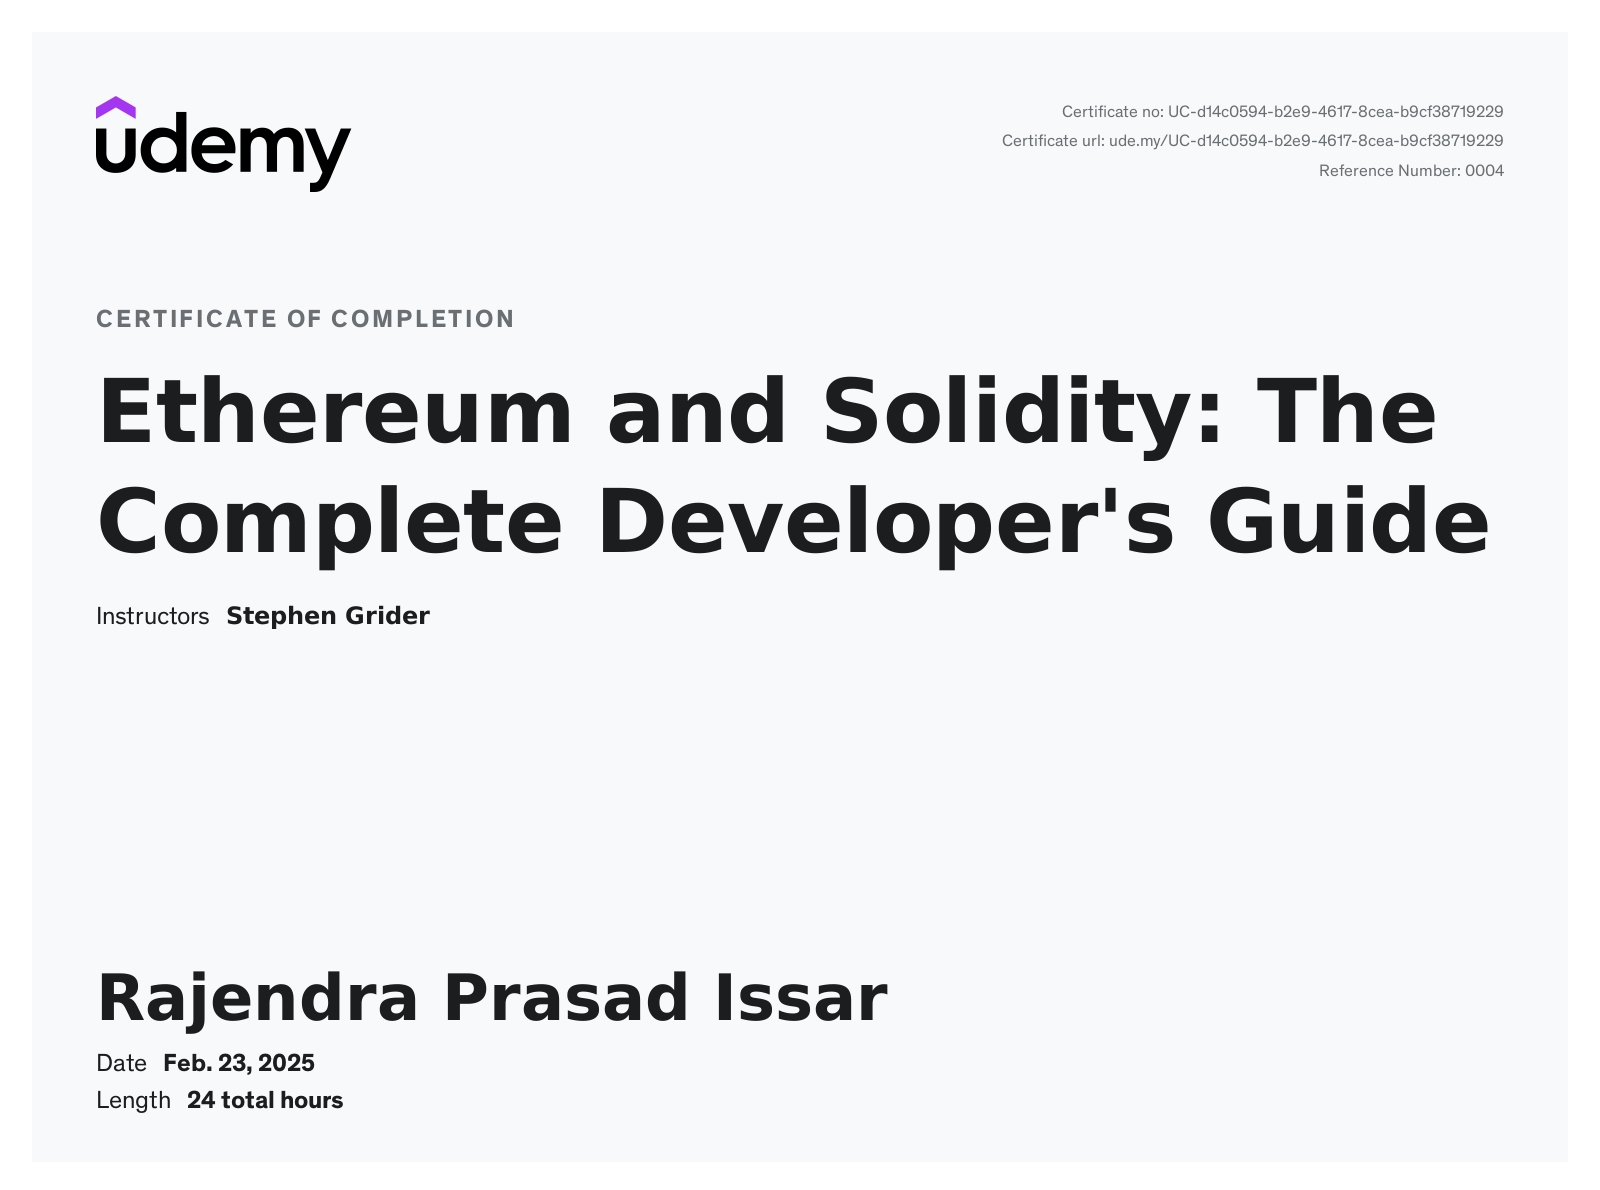 udemy
Certificate no: UC-d14c0594-b2e9-4617-8cea-b9cf38719229
Certificate url: ude.my/UC-d14c0594-b2e9-4617-8cea-b9cf38719229
Reference Number: 0004
CERTIFICATE OF COMPLETION
Ethereum and Solidity: The
Complete Developer's Guide
Instructors Stephen Grider
Rajendra Prasad Issar
Date Feb. 23, 2025
Length 24 total hours